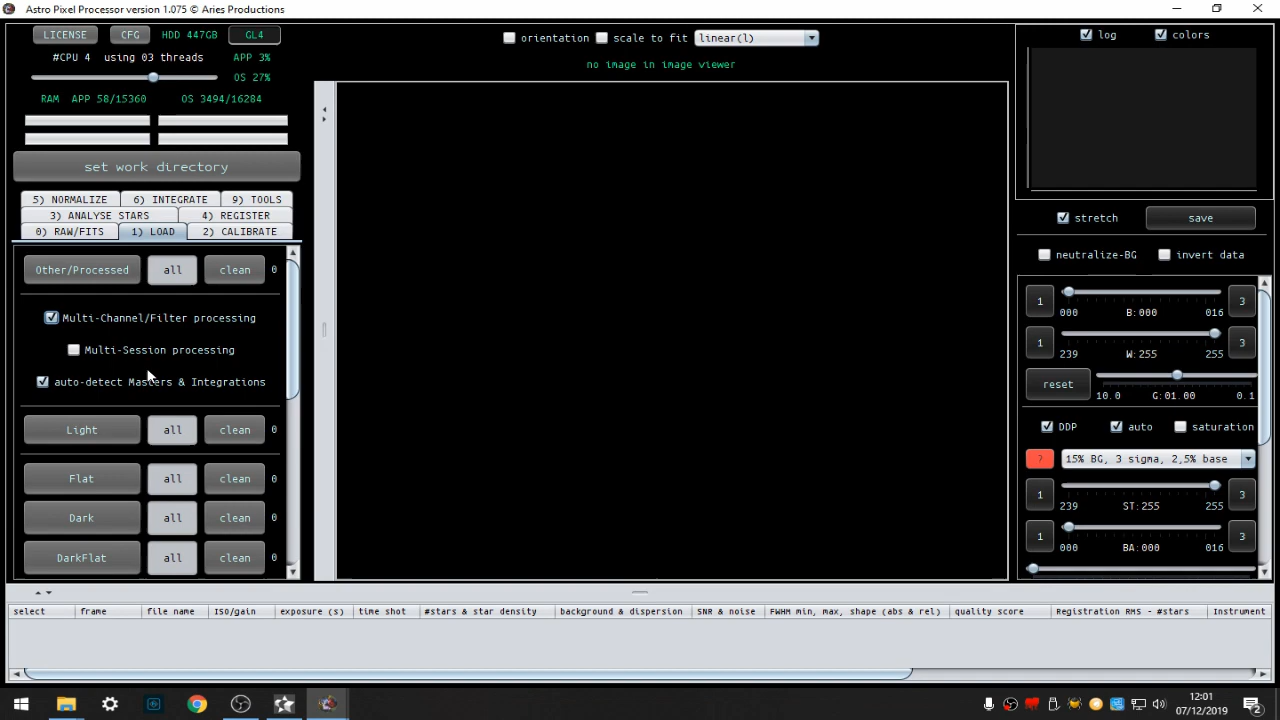 Astro Pixel Processor version 1.075 © Aries Productions
LICENSE CFG HDD 447GB GL4
#CPU 4 using 03 threads APP 3%
OS 27%
RAM APP 58/15360 OS 3494/16284
set work directory
5) NORMALIZE 6) INTEGRATE 9) TOOLS
3) ANALYSE STARS 4) REGISTER
0) RAW/FITS 1) LOAD 2) CALIBRATE
Other/Processed all clean 0
Multi-Channel/Filter processing
Multi-Session processing
auto-detect Masters & Integrations
Light all clean 0
Flat all clean 0
Dark all clean 0
DarkFlat all clean 0
orientation scale to fit linear(l)
no image in image viewer
log colors
stretch save
neutralize-BG invert data
1 3
000 B:000 016
1 3
239 W:255 255
reset
10.0 G:01.00 0.1
DDP auto saturation
? 15% BG, 3 sigma, 2,5% base
1 3
239 ST:255 255
1 3
000 BA:000 016
select frame file name ISO/gain exposure (s) time shot #stars & star density background & dispersion SNR & noise FWHM min, max, shape (abs & rel) quality score Registration RMS - #stars Instrument
12:01
07/12/2019
2